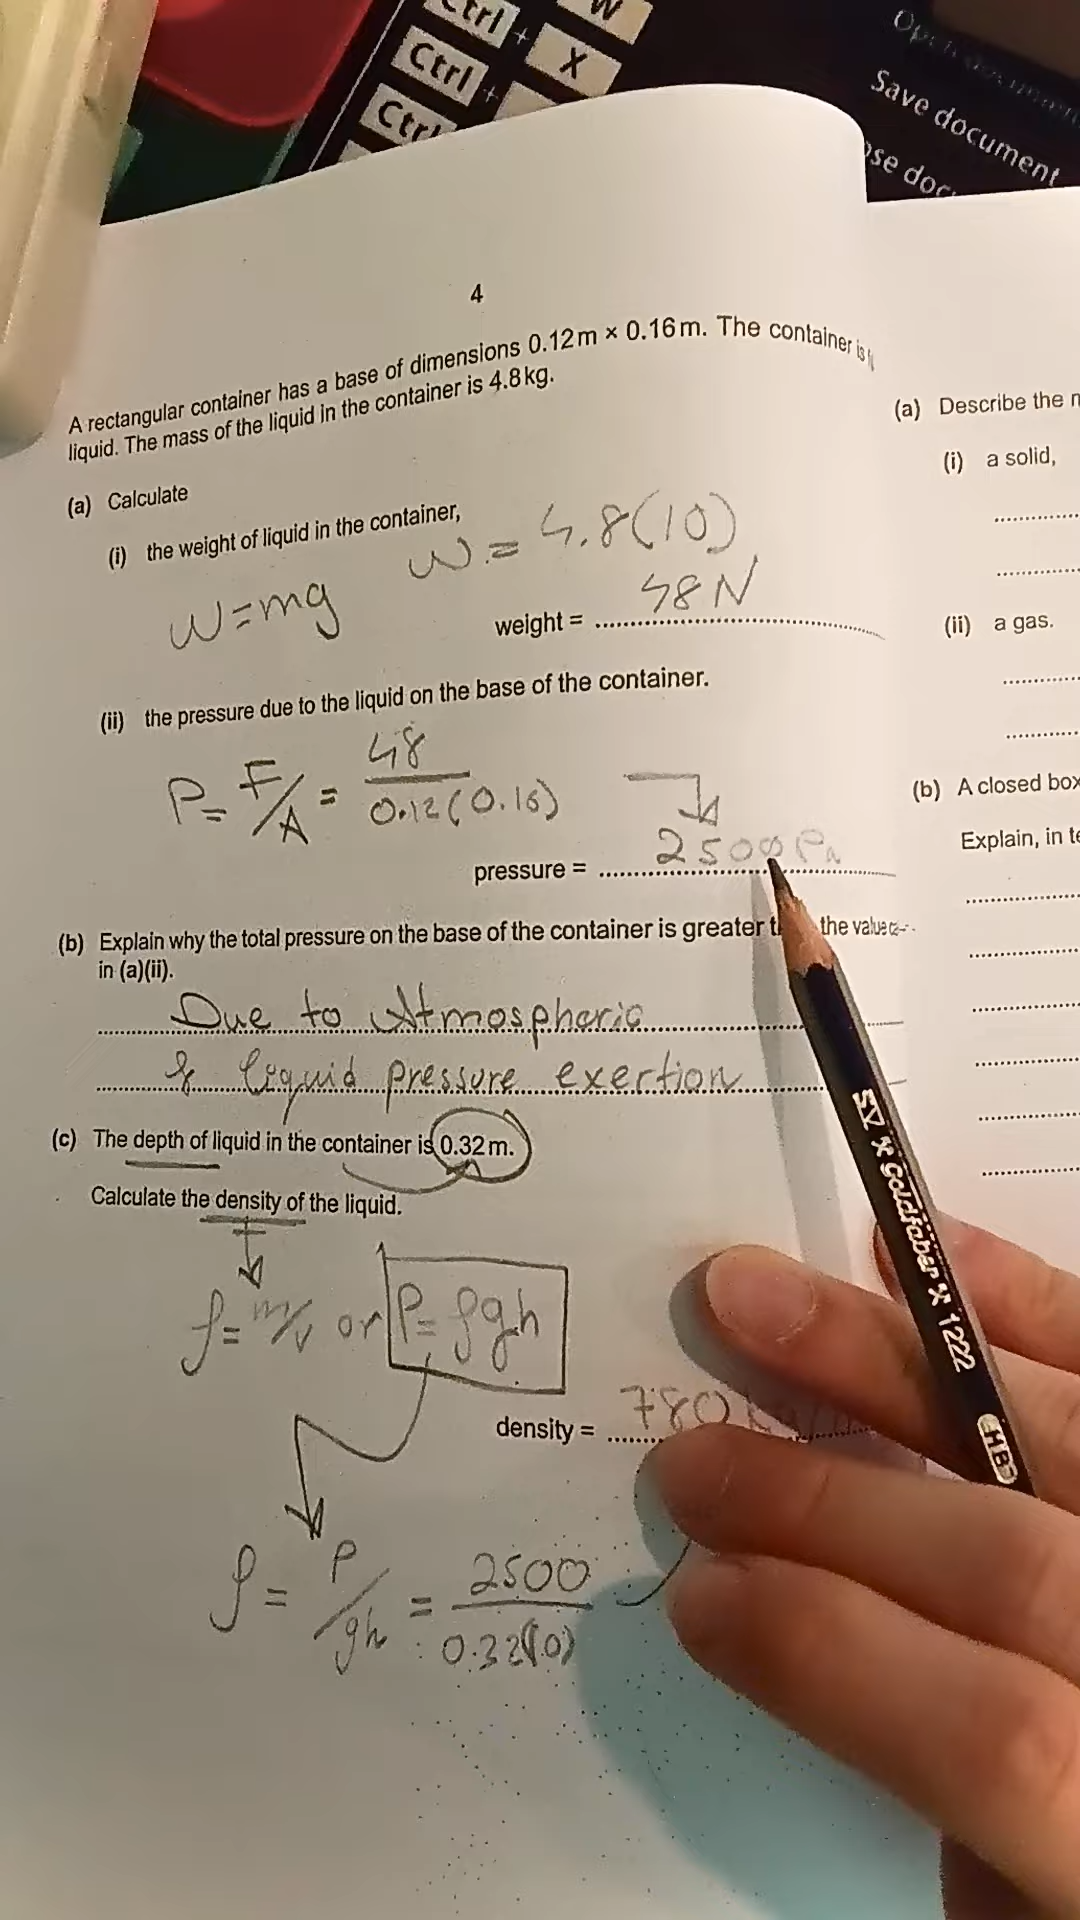 Ctrl + W
Ctrl + X
Ctrl
Save document
doc
4
A rectangular container has a base of dimensions 0.12 m × 0.16 m. The container is
liquid. The mass of the liquid in the container is 4.8 kg.
(a) Calculate
(i) the weight of liquid in the container,
W = 4.8(10)
W=mg
48N
weight =
(ii) the pressure due to the liquid on the base of the container.
P = F/A = 48
0.12(0.16)
2500 Pa
pressure =
(b) Explain why the total pressure on the base of the container is greater the value
in (a)(ii).
Due to Atmospheric
& liquid pressure exertion
(c) The depth of liquid in the container is 0.32 m.
Calculate the density of the liquid.
ρ = m/v or P = ρgh
density = 780
ρ = P/gh = 2500
0.32(10)
(a) Describe the
(i) a solid,
(ii) a gas.
(b) A closed box
Explain, in
5V Goldfaber 1222
HB